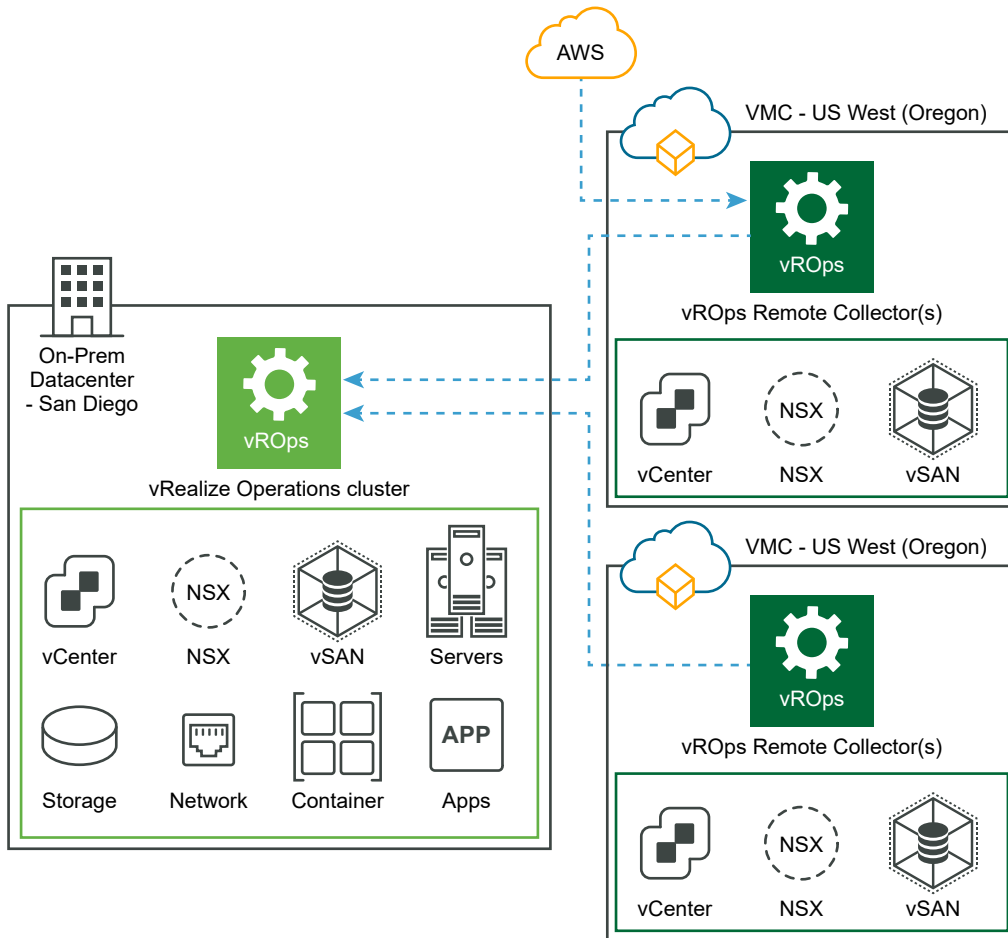 AWS
VMC - US West (Oregon)
vROps
vROps Remote Collector(s)
vCenter
NSX
NSX
vSAN
On-Prem
Datacenter
- San Diego
vROps
vRealize Operations cluster
vCenter
NSX
NSX
vSAN
Servers
Storage
Network
Container
APP
Apps
VMC - US West (Oregon)
vROps
vROps Remote Collector(s)
vCenter
NSX
NSX
vSAN